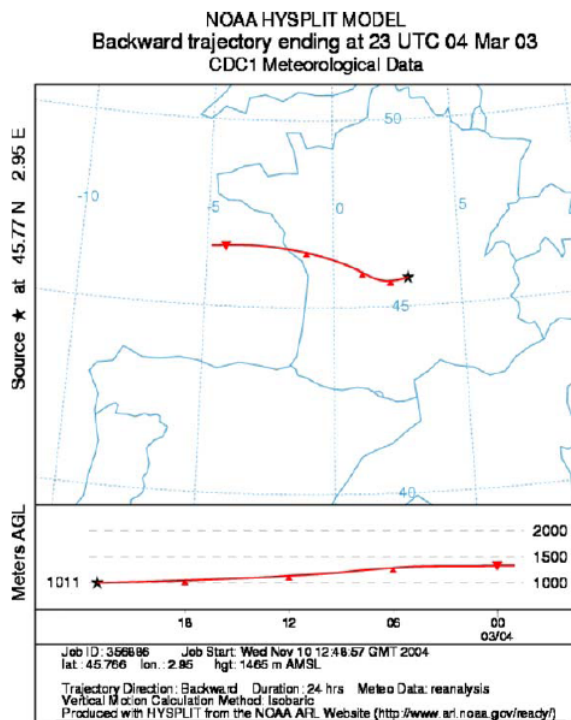 NOAA HYSPLIT MODEL
Backward trajectory ending at 23 UTC 04 Mar 03
CDC1 Meteorological Data
Source ★ at 45.77 N 2.95 E
-10
-5
0
5
50
45
40
Meters AGL
2000
1500
1000
1011
18
12
06
00
03/04
Job ID: 356886 Job Start: Wed Nov 10 12:48:57 GMT 2004
lat.: 45.766 lon.: 2.95 hgt: 1465 m AMSL
Trajectory Direction: Backward Duration: 24 hrs Meteo Data: reanalysis
Vertical Motion Calculation Method: Isobaric
Produced with HYSPLIT from the NOAA ARL Website (http://www.arl.noaa.gov/ready/)